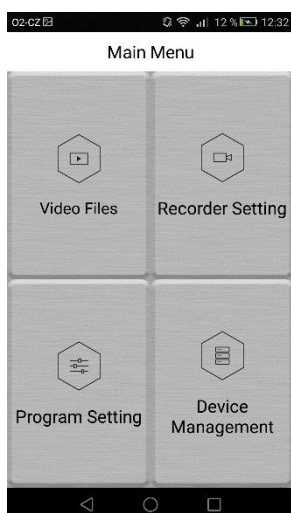 O2-CZ 12 % 12:32
Main Menu
Video Files
Recorder Setting
Program Setting
Device
Management